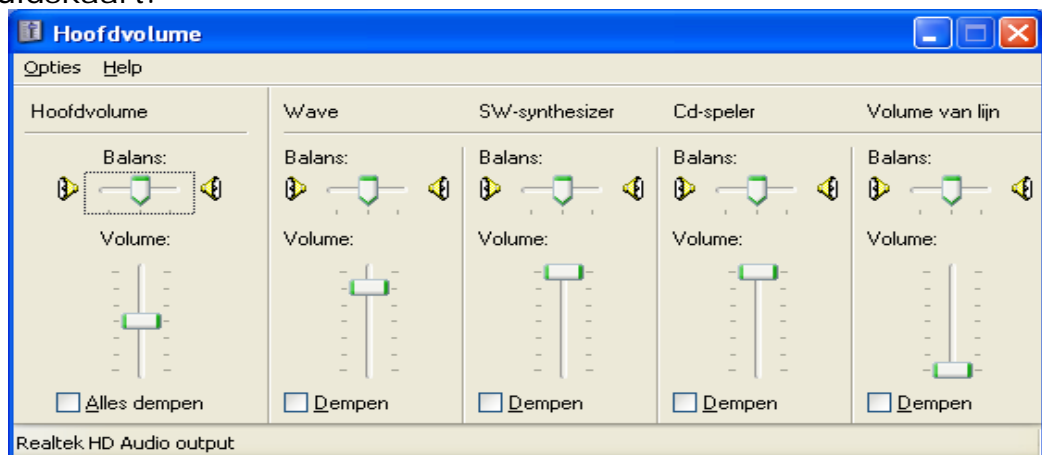 Hoofdvolume
Opties Help
Hoofdvolume Wave SW-synthesizer Cd-speler Volume van lijn
Balans: Balans: Balans: Balans: Balans:
Volume: Volume: Volume: Volume: Volume:
Alles dempen Dempen Dempen Dempen Dempen
Realtek HD Audio output